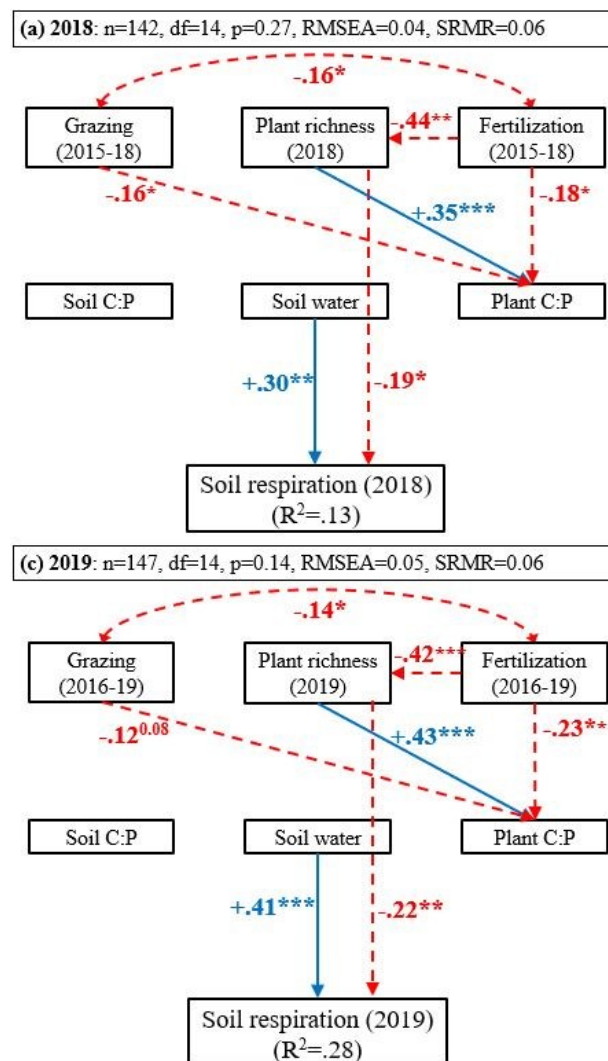 (a) 2018: n=142, df=14, p=0.27, RMSEA=0.04, SRMR=0.06
-.16*
Grazing
(2015-18)
Plant richness
(2018)
-.44**
Fertilization
(2015-18)
-.16*
+.35***
-.18*
Soil C:P
Soil water
Plant C:P
+.30**
-.19*
Soil respiration (2018)
(R²=.13)
(c) 2019: n=147, df=14, p=0.14, RMSEA=0.05, SRMR=0.06
-.14*
Grazing
(2016-19)
Plant richness
(2019)
-.42***
Fertilization
(2016-19)
-.12⁰·⁰⁸
+.43***
-.23**
Soil C:P
Soil water
Plant C:P
+.41***
-.22**
Soil respiration (2019)
(R²=.28)